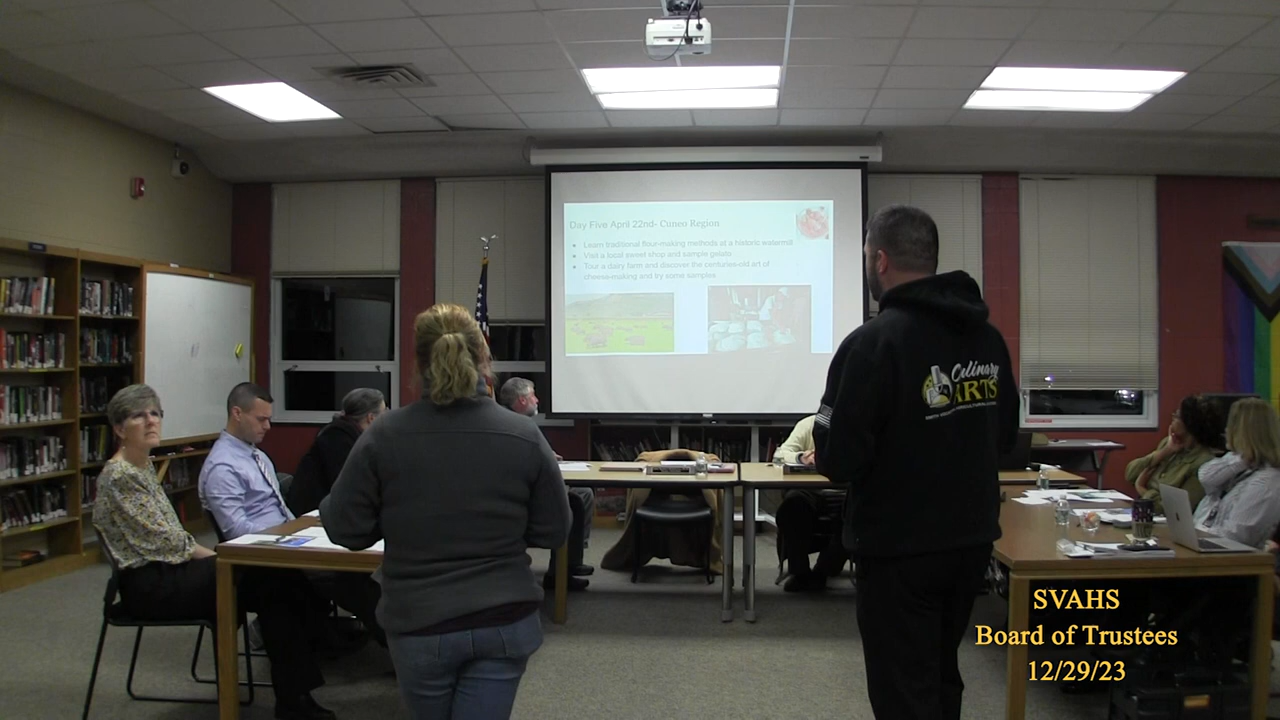 Day Five April 22nd- Cuneo Region
● Learn traditional flour-making methods at a historic watermill
● Visit a local sweet shop and sample gelato
● Tour a dairy farm and discover the centuries-old art of
cheese-making and try some samples
Culinary
ARTS
SVAHS
Board of Trustees
12/29/23